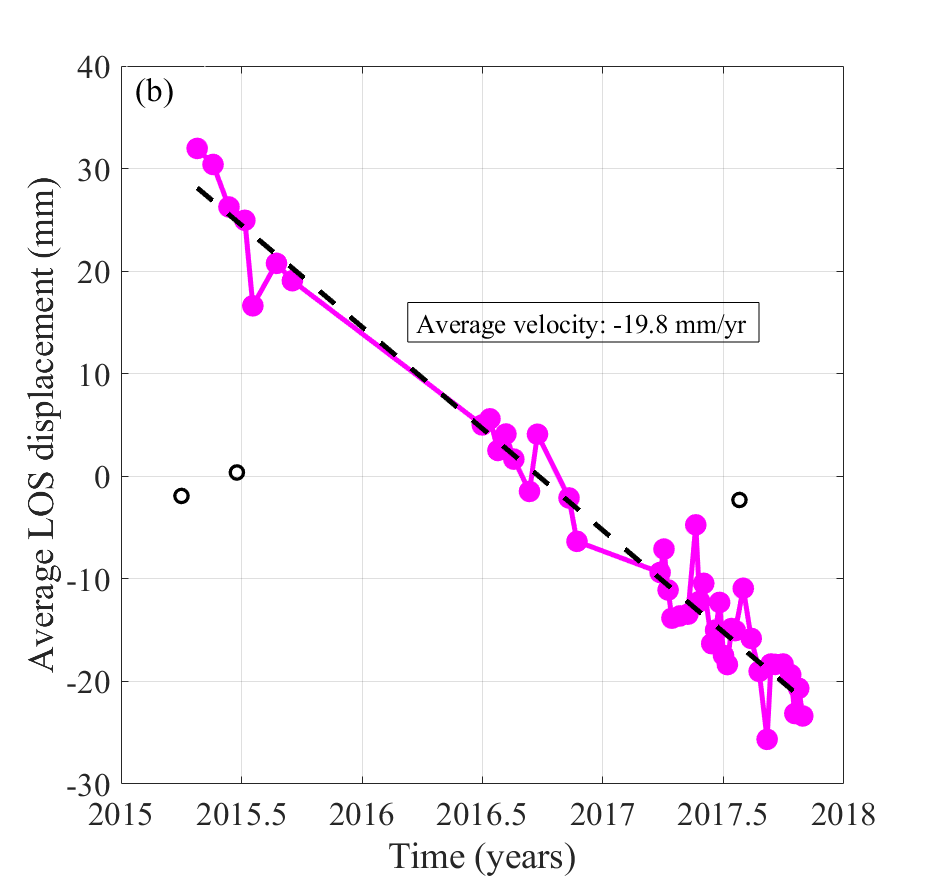 (b)
40
30
20
10
0
-10
-20
-30
Average LOS displacement (mm)
Average velocity: -19.8 mm/yr
2015 2015.5 2016 2016.5 2017 2017.5 2018
Time (years)